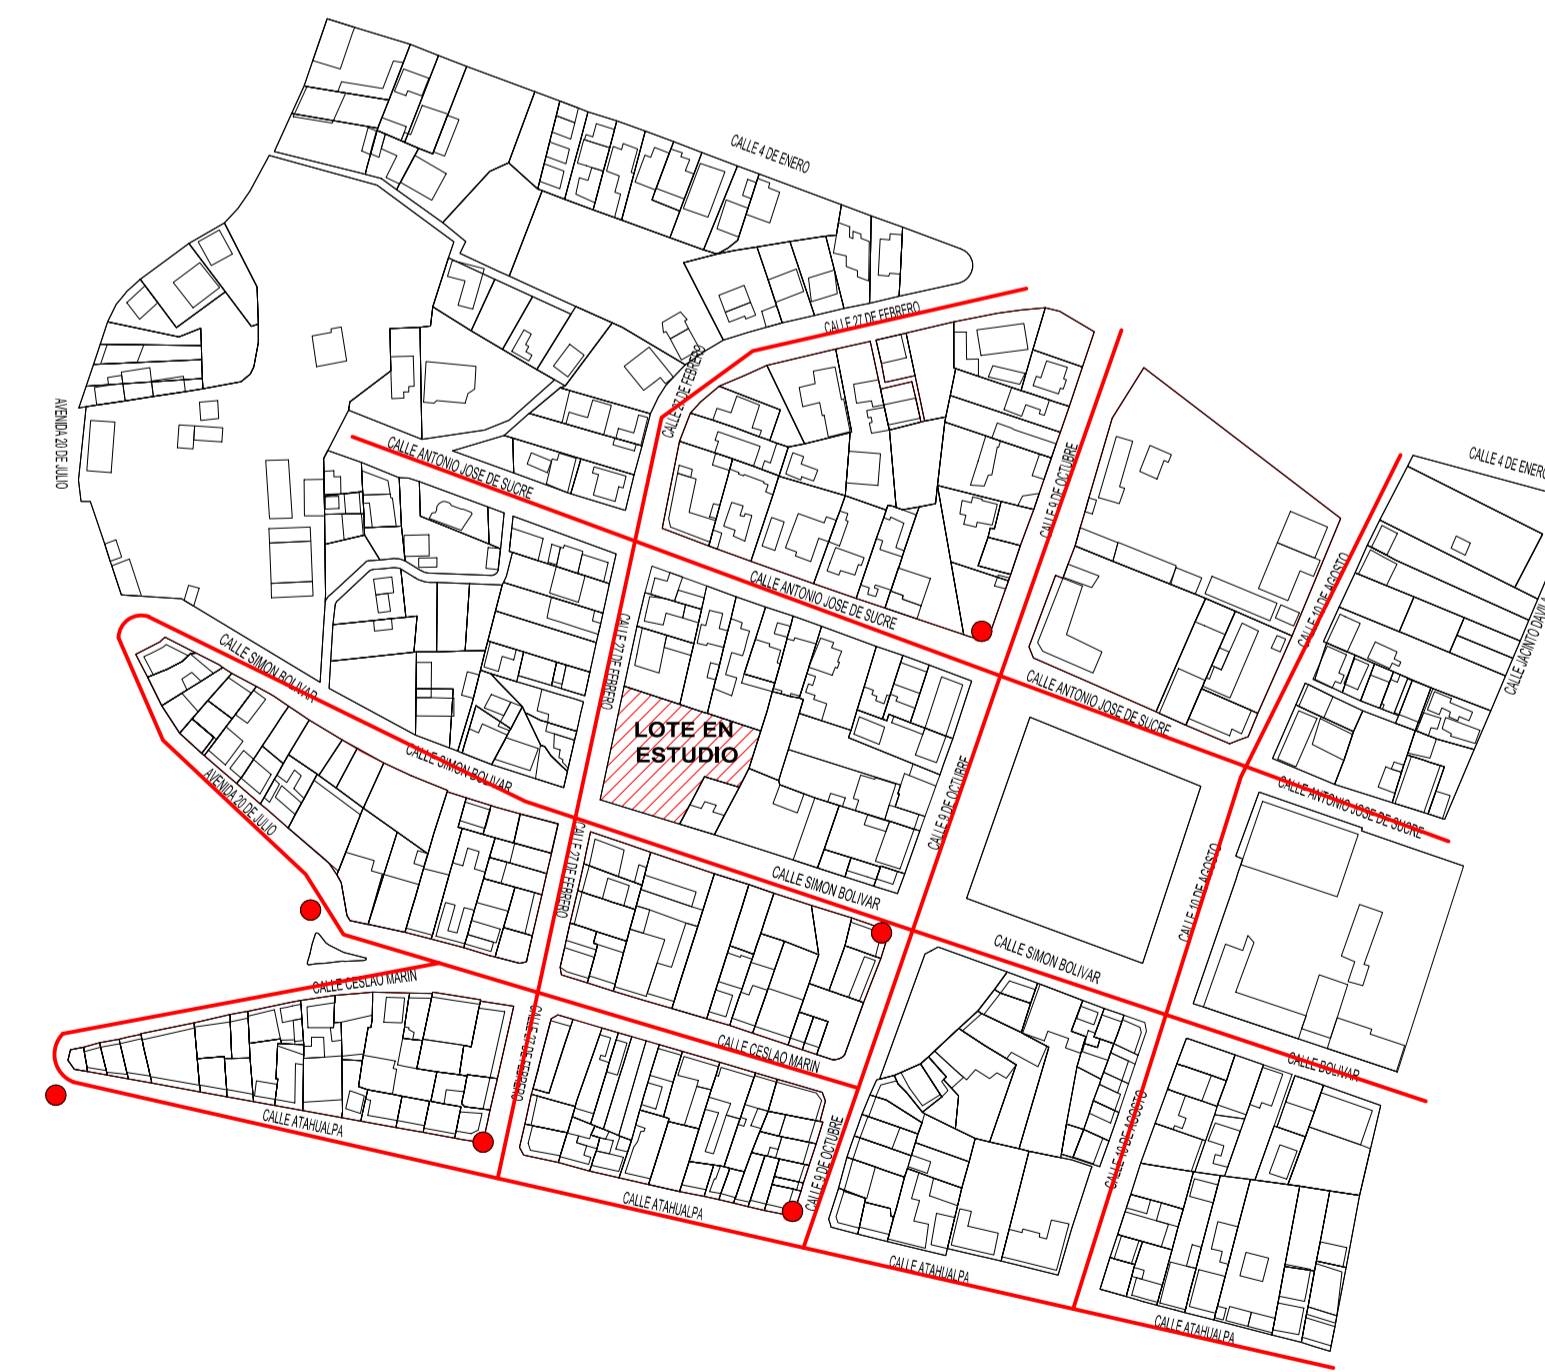 CALLE 4 DE ENERO
CALLE 27 DE FEBRERO
CALLE 27 DE FEBRERO
AVENIDA 20 DE JULIO
CALLE ANTONIO JOSE DE SUCRE
CALLE 9 DE OCTUBRE
CALLE 4 DE ENERO
CALLE ANTONIO JOSE DE SUCRE
CALLE 10 DE AGOSTO
CALLE JACINTO DAVILA
CALLE SIMON BOLIVAR
CALLE 27 DE FEBRERO
CALLE ANTONIO JOSE DE SUCRE
LOTE EN
ESTUDIO
CALLE SIMON BOLIVAR
AVENIDA 20 DE JULIO
CALLE 9 DE OCTUBRE
CALLE ANTONIO JOSE DE SUCRE
CALLE 27 DE FEBRERO
CALLE SIMON BOLIVAR
CALLE 10 DE AGOSTO
CALLE SIMON BOLIVAR
CALLE CESLAO MARIN
CALLE 27 DE FEBRERO
CALLE CESLAO MARIN
CALLE BOLIVAR
CALLE ATAHUALPA
CALLE 9 DE OCTUBRE
CALLE 10 DE AGOSTO
CALLE ATAHUALPA
CALLE ATAHUALPA
CALLE ATAHUALPA